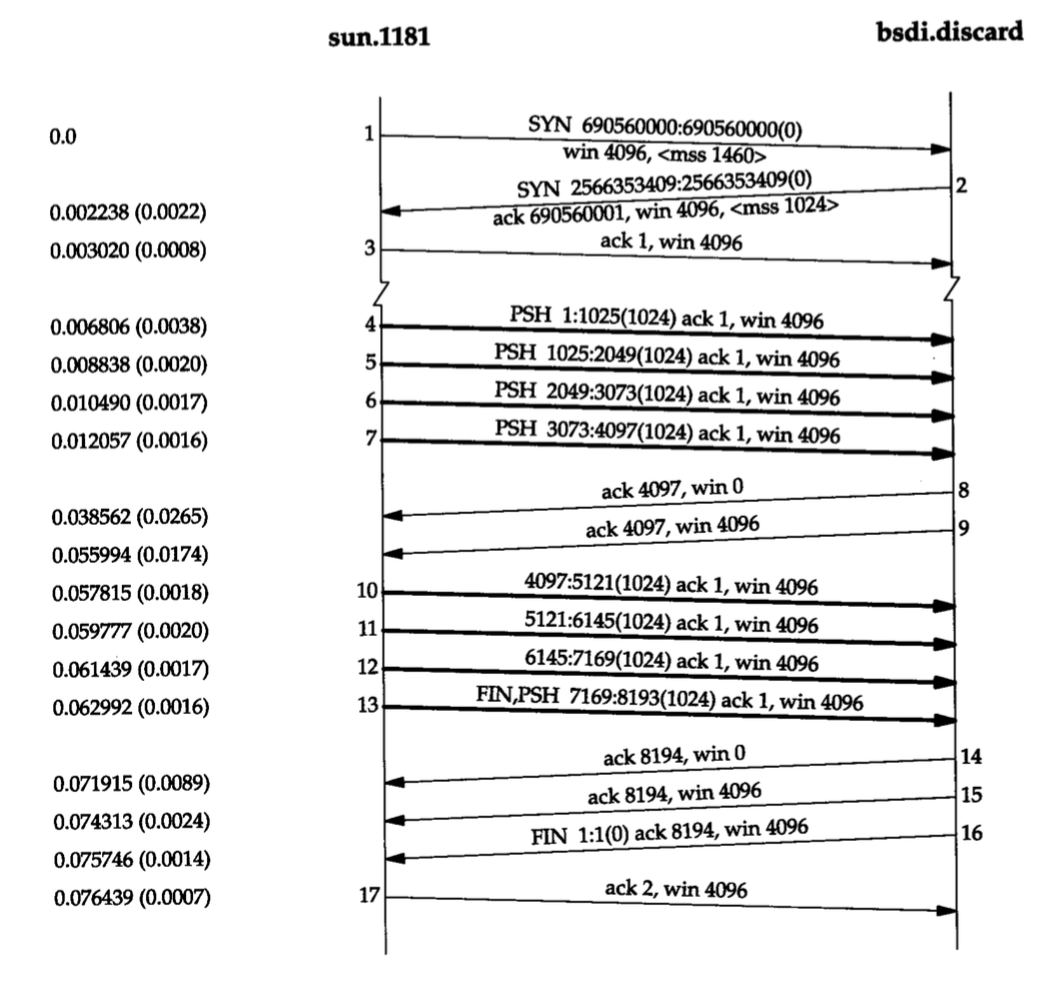 sun.1181
bsdi.discard
0.0
1
SYN 690560000:690560000(0)
win 4096, <mss 1460>
SYN 2566353409:2566353409(0)
2
0.002238 (0.0022)
ack 690560001, win 4096, <mss 1024>
0.003020 (0.0008)
3
ack 1, win 4096
0.006806 (0.0038)
4
PSH 1:1025(1024) ack 1, win 4096
0.008838 (0.0020)
5
PSH 1025:2049(1024) ack 1, win 4096
0.010490 (0.0017)
6
PSH 2049:3073(1024) ack 1, win 4096
0.012057 (0.0016)
7
PSH 3073:4097(1024) ack 1, win 4096
ack 4097, win 0
8
0.038562 (0.0265)
ack 4097, win 4096
9
0.055994 (0.0174)
0.057815 (0.0018)
10
4097:5121(1024) ack 1, win 4096
0.059777 (0.0020)
11
5121:6145(1024) ack 1, win 4096
0.061439 (0.0017)
12
6145:7169(1024) ack 1, win 4096
0.062992 (0.0016)
13
FIN,PSH 7169:8193(1024) ack 1, win 4096
ack 8194, win 0
14
0.071915 (0.0089)
ack 8194, win 4096
15
0.074313 (0.0024)
FIN 1:1(0) ack 8194, win 4096
16
0.075746 (0.0014)
0.076439 (0.0007)
17
ack 2, win 4096